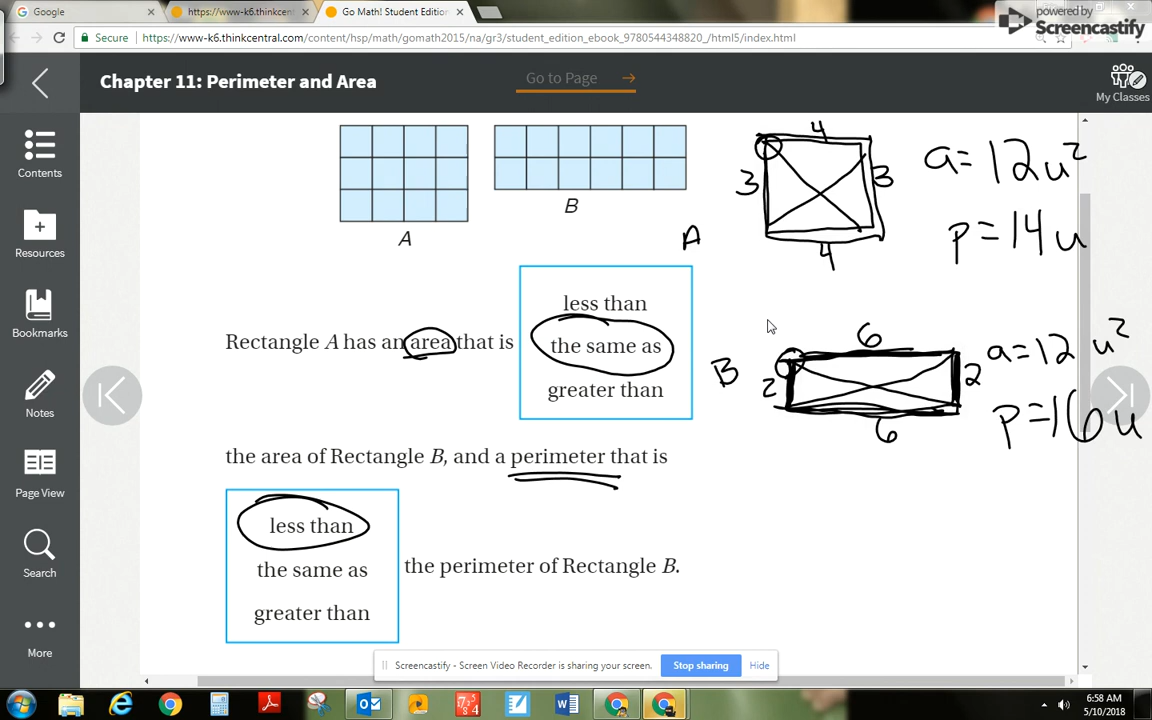 Google
https://www-k6.thinkcent
Go Math! Student Edition
powered by
Screencastify
Secure
https://www-k6.thinkcentral.com/content/hsp/math/gomath2015/na/gr3/student_edition_ebook_9780544348820_/html5/index.html
Chapter 11: Perimeter and Area
Go to Page
My Classes
Contents
Resources
Bookmarks
Notes
Page View
Search
More
A
B
A
4
3
3
4
a=12u²
p=14u
Rectangle A has an area that is
less than
the same as
greater than
B
6
2
2
6
a=12u²
p=16u
the area of Rectangle B, and a perimeter that is
less than
the same as
greater than
the perimeter of Rectangle B.
Screencastify - Screen Video Recorder is sharing your screen.
Stop sharing
Hide
6:58 AM
5/10/2018